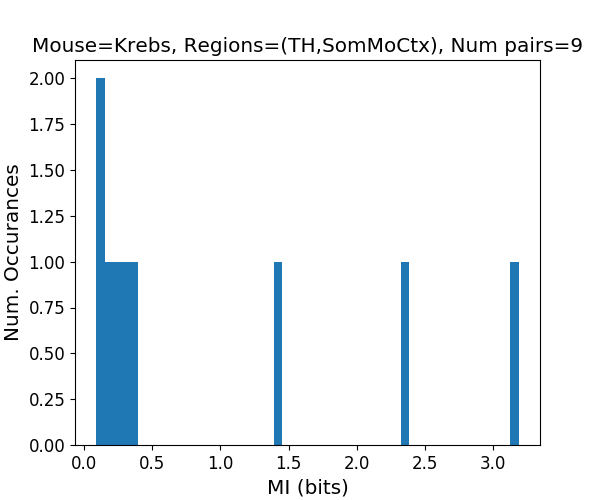 Mouse=Krebs, Regions=(TH,SomMoCtx), Num pairs=9
2.00
1.75
1.50
1.25
1.00
0.75
0.50
0.25
0.00
Num. Occurances
0.0 0.5 1.0 1.5 2.0 2.5 3.0
MI (bits)